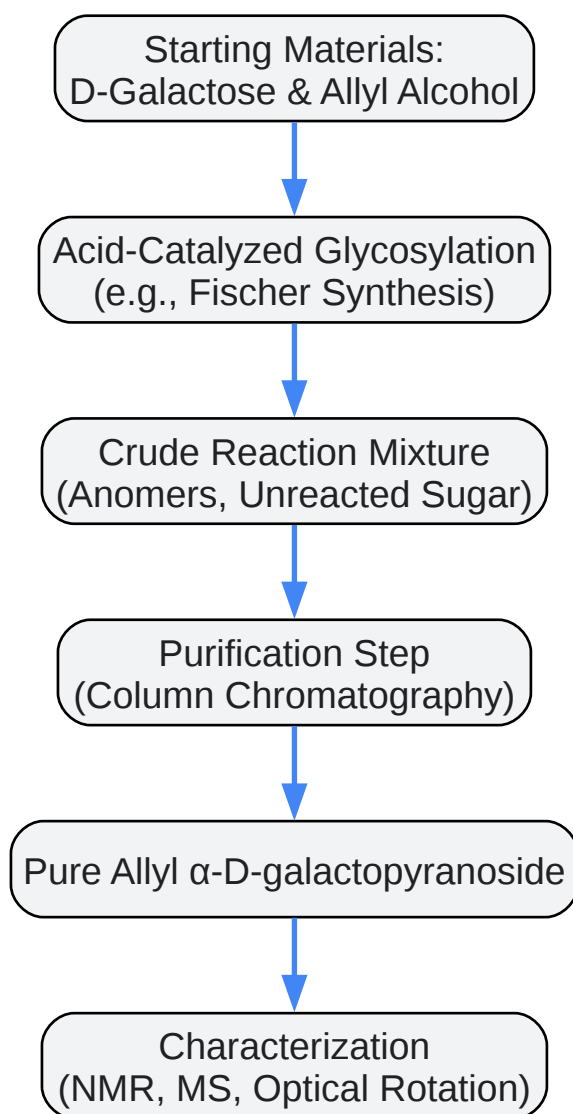 Starting Materials:
D-Galactose & Allyl Alcohol
Acid-Catalyzed Glycosylation
(e.g., Fischer Synthesis)
Crude Reaction Mixture
(Anomers, Unreacted Sugar)
Purification Step
(Column Chromatography)
Pure Allyl α-D-galactopyranoside
Characterization
(NMR, MS, Optical Rotation)